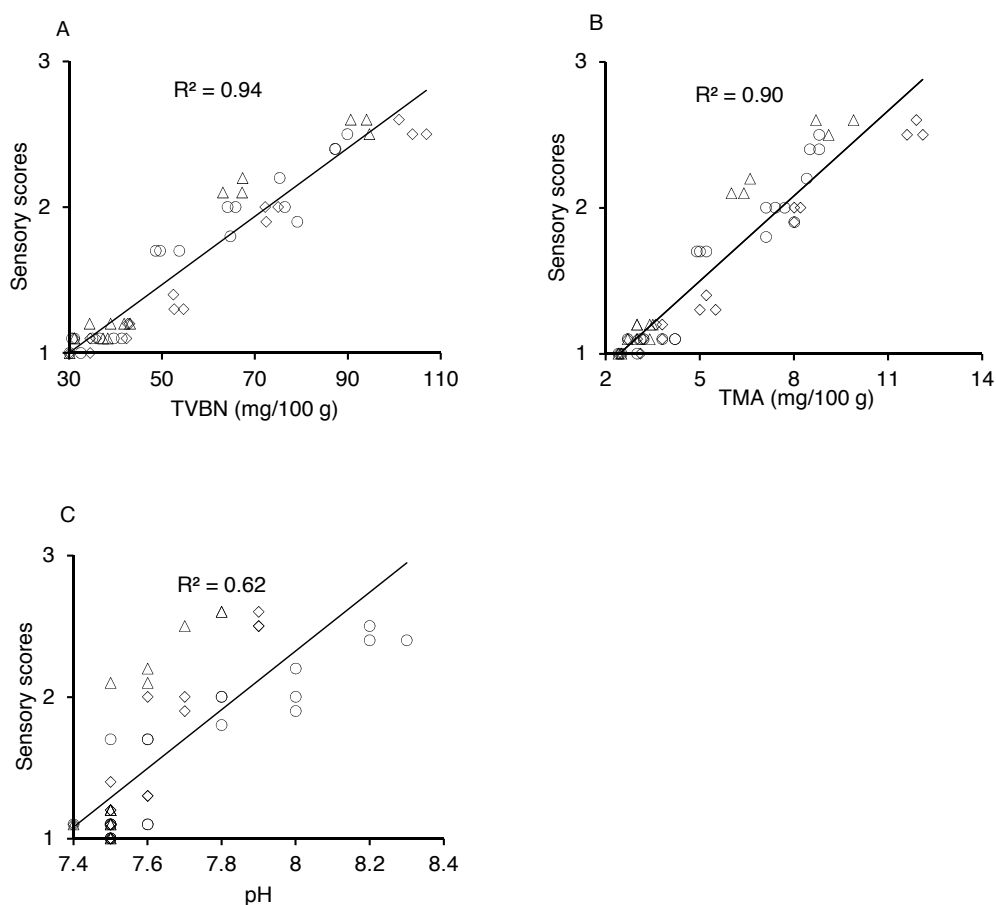 A
3
R² = 0.94
Sensory scores
2
1
30 50 70 90 110
TVBN (mg/100 g)
B
3
R² = 0.90
Sensory scores
2
1
2 5 8 11 14
TMA (mg/100 g)
C
3
R² = 0.62
Sensory scores
2
1
7.4 7.6 7.8 8 8.2 8.4
pH